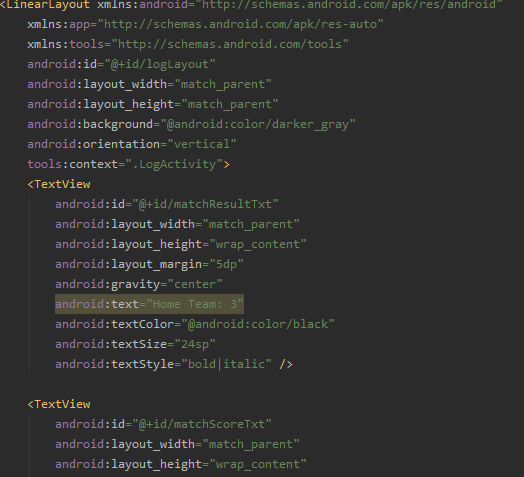 <LinearLayout xmlns:android="http://schemas.android.com/apk/res/android"
xmlns:app="http://schemas.android.com/apk/res-auto"
xmlns:tools="http://schemas.android.com/tools"
android:id="@+id/logLayout"
android:layout_width="match_parent"
android:layout_height="match_parent"
android:background="@android:color/darker_gray"
android:orientation="vertical"
tools:context=".LogActivity">
<TextView
android:id="@+id/matchResultTxt"
android:layout_width="match_parent"
android:layout_height="wrap_content"
android:layout_margin="5dp"
android:gravity="center"
android:text="Home Team: 3"
android:textColor="@android:color/black"
android:textSize="24sp"
android:textStyle="bold|italic" />
<TextView
android:id="@+id/matchScoreTxt"
android:layout_width="match_parent"
android:layout_height="wrap_content"